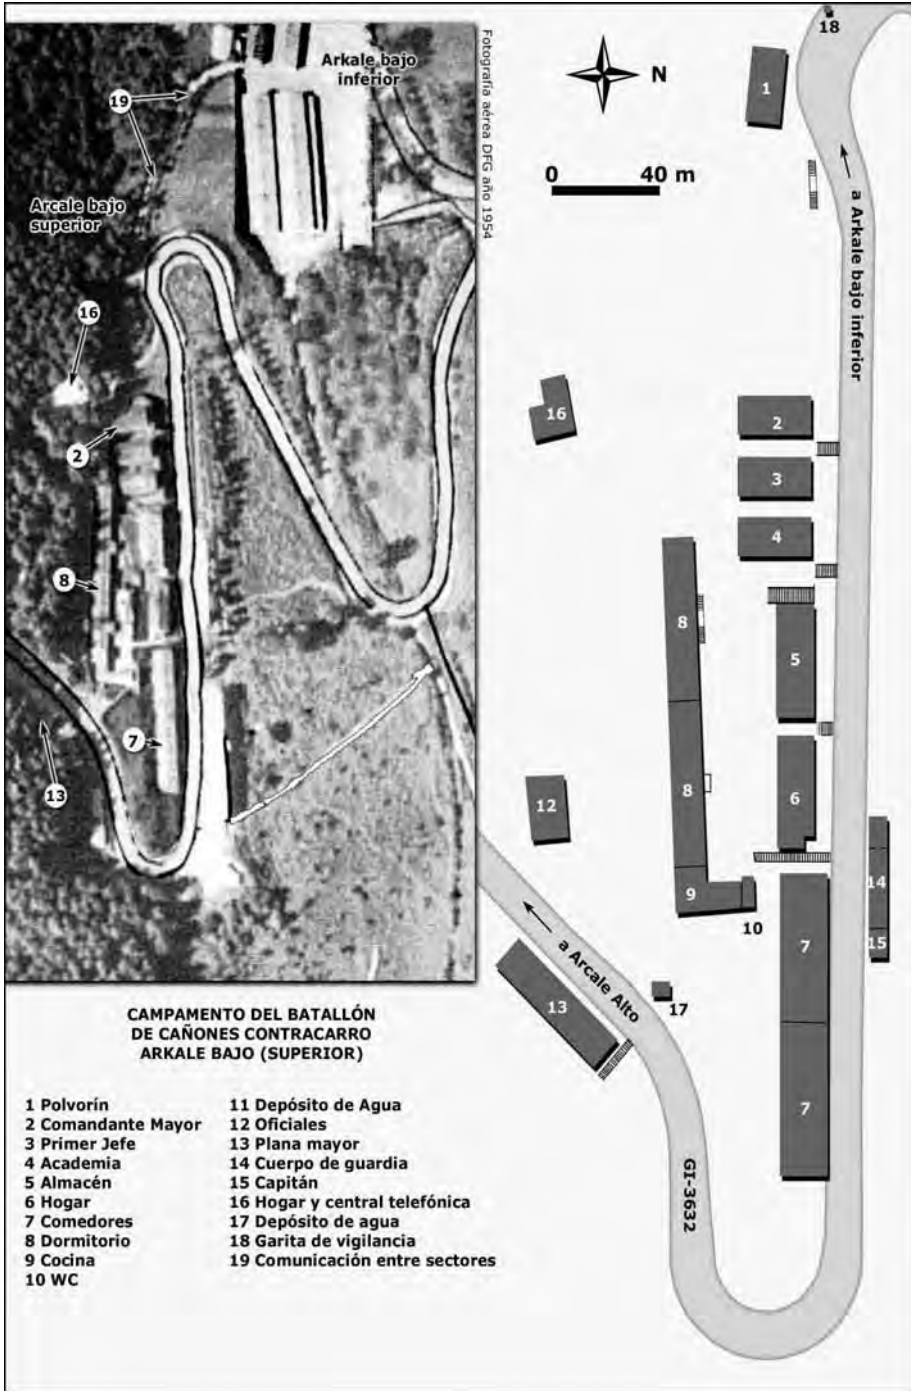 Arkale bajo
inferior
19
Arcale bajo
superior
16
2
8
7
13
Fotografía aérea DFG año 1954
N
0 40 m
18
1
a Arkale bajo inferior
16
2
3
4
8
5
8
6
12
9
10
14
15
7
a Arcale Alto
13
17
7
GI-3632
CAMPAMENTO DEL BATALLÓN
DE CAÑONES CONTRACARRO
ARKALE BAJO (SUPERIOR)
1 Polvorín
2 Comandante Mayor
3 Primer Jefe
4 Academia
5 Almacén
6 Hogar
7 Comedores
8 Dormitorio
9 Cocina
10 WC
11 Depósito de Agua
12 Oficiales
13 Plana mayor
14 Cuerpo de guardia
15 Capitán
16 Hogar y central telefónica
17 Depósito de agua
18 Garita de vigilancia
19 Comunicación entre sectores